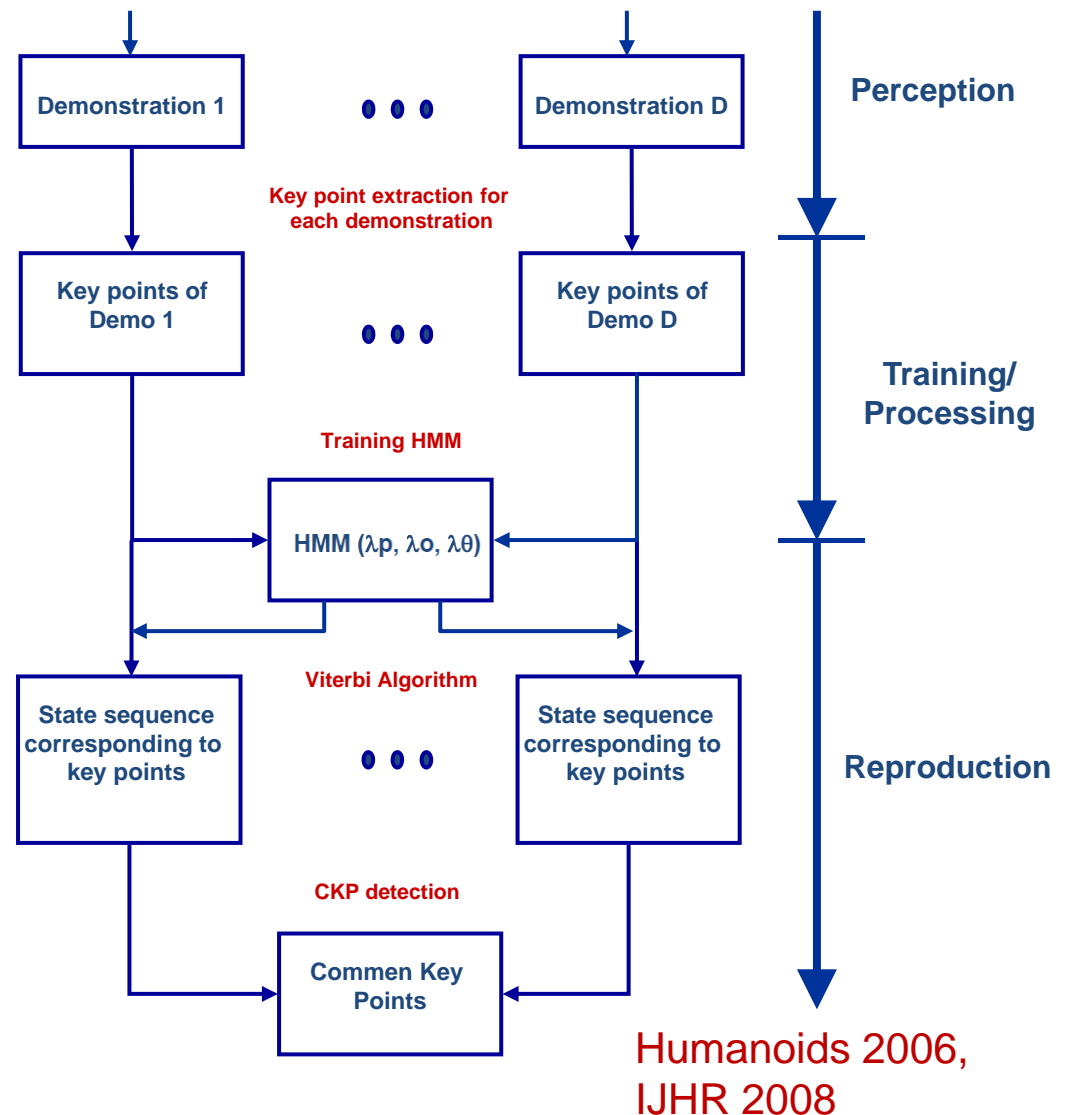 Demonstration 1
Demonstration D
Perception
Key point extraction for
each demonstration
Key points of
Demo 1
Key points of
Demo D
Training/
Processing
Training HMM
HMM (λp, λo, λθ)
Viterbi Algorithm
State sequence
corresponding to
key points
State sequence
corresponding to
key points
Reproduction
CKP detection
Commen Key
Points
Humanoids 2006,
IJHR 2008